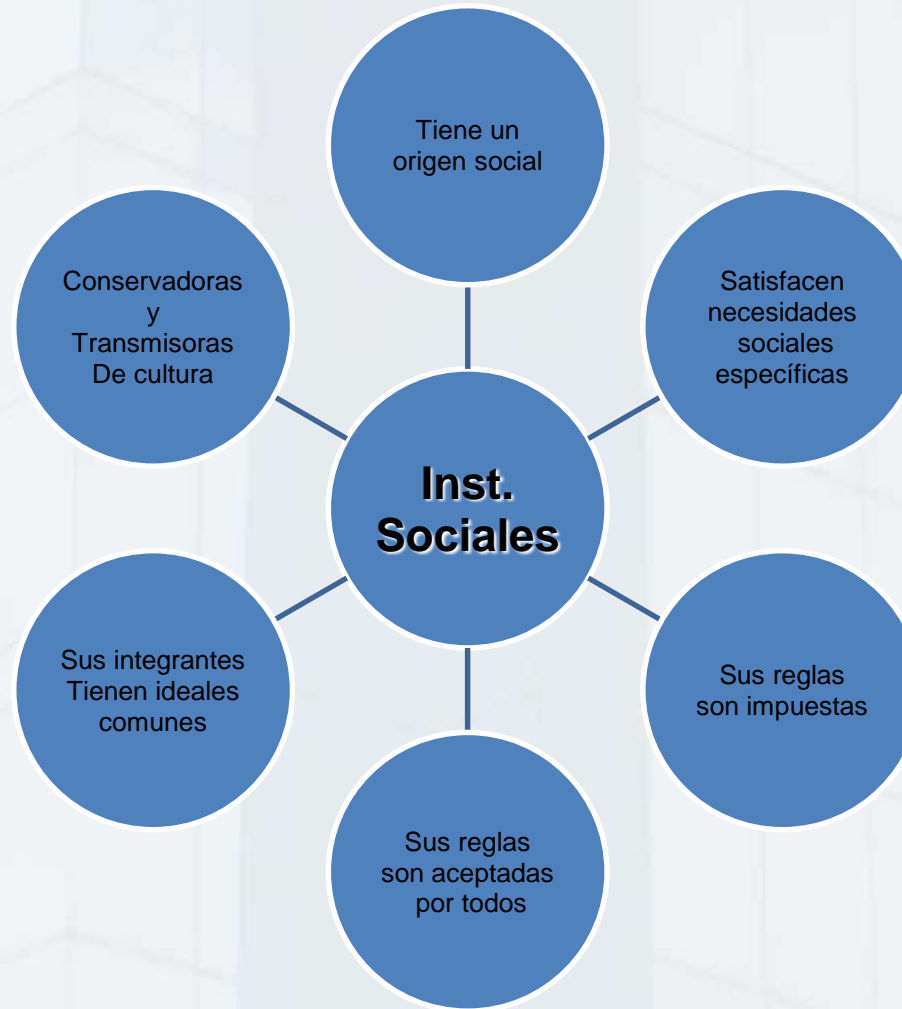 Tiene un
origen social
Conservadoras
y
Transmisoras
De cultura
Satisfacen
necesidades
sociales
específicas
Inst.
Sociales
Sus integrantes
Tienen ideales
comunes
Sus reglas
son impuestas
Sus reglas
son aceptadas
por todos